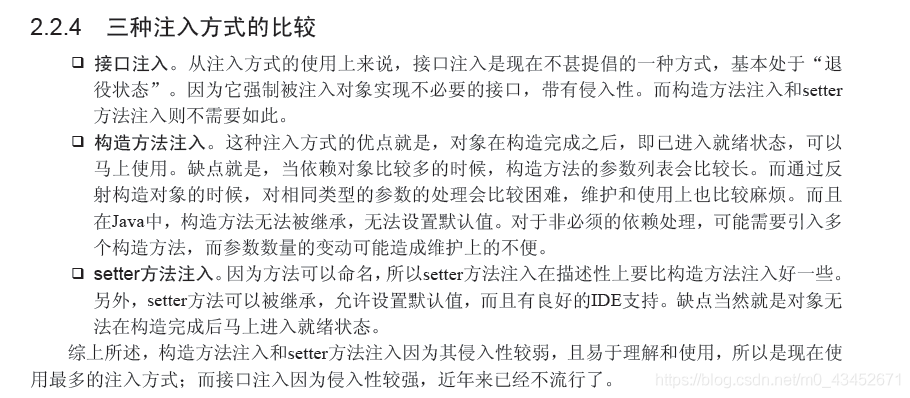 2.2.4 三种注入方式的比较
❑ 接口注入。从注入方式的使用上来说，接口注入是现在不甚提倡的一种方式，基本处于“退
役状态”。因为它强制被注入对象实现不必要的接口，带有侵入性。而构造方法注入和setter
方法注入则不需要如此。
❑ 构造方法注入。这种注入方式的优点就是，对象在构造完成之后，即已进入就绪状态，可以
马上使用。缺点就是，当依赖对象比较多的时候，构造方法的参数列表会比较长。而通过反
射构造对象的时候，对相同类型的参数的处理会比较困难，维护和使用上也比较麻烦。而且
在Java中，构造方法无法被继承，无法设置默认值。对于非必须的依赖处理，可能需要引入多
个构造方法，而参数数量的变动可能造成维护上的不便。
❑ setter方法注入。因为方法可以命名，所以setter方法注入在描述性上要比构造方法注入好一些。
另外，setter方法可以被继承，允许设置默认值，而且有良好的IDE支持。缺点当然就是对象无
法在构造完成后马上进入就绪状态。
综上所述，构造方法注入和setter方法注入因为其侵入性较弱，且易于理解和使用，所以是现在使
用最多的注入方式；而接口注入因为侵入性较强，近年来已经不流行了。
https://blog.csdn.net/m0_43452671